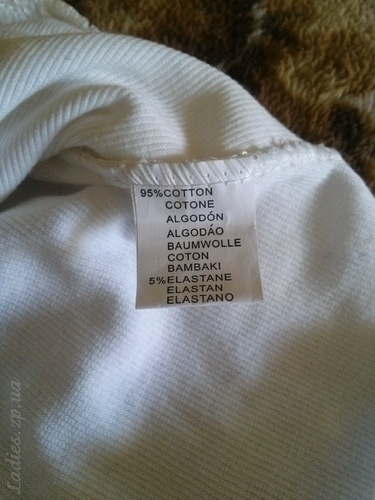 95%COTTON
COTONE
ALGODÓN
ALGODÁO
BAUMWOLLE
COTON
BAMBAKI
5%ELASTANE
ELASTAN
ELASTANO
Ladies.zp.ua